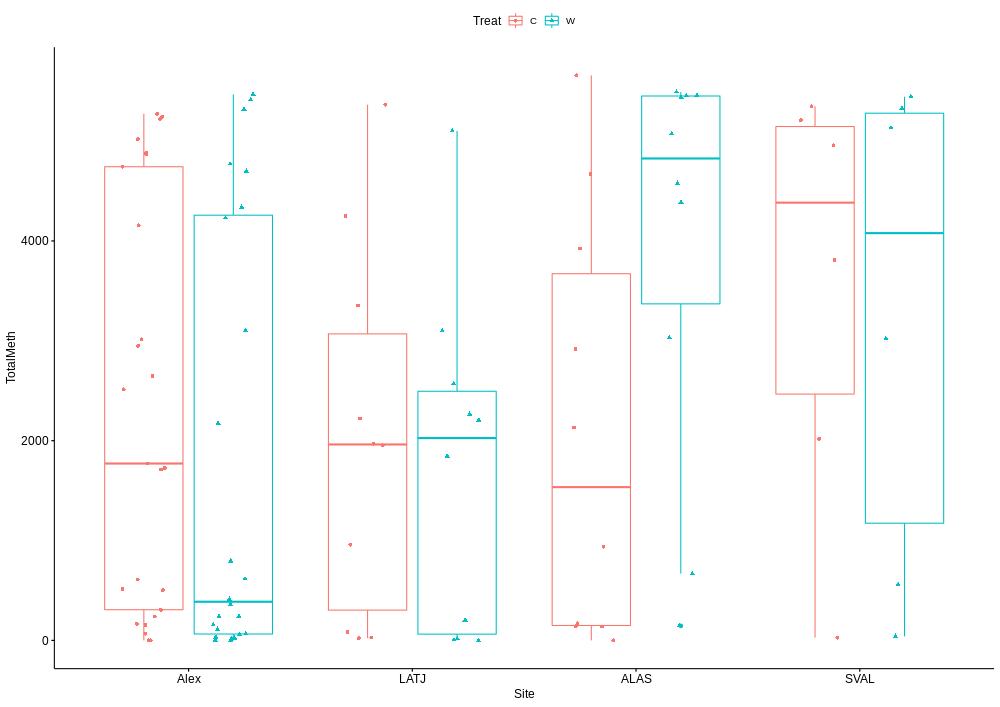 Treat C W
TotalMeth
4000
2000
0
Alex LATJ ALAS SVAL
Site